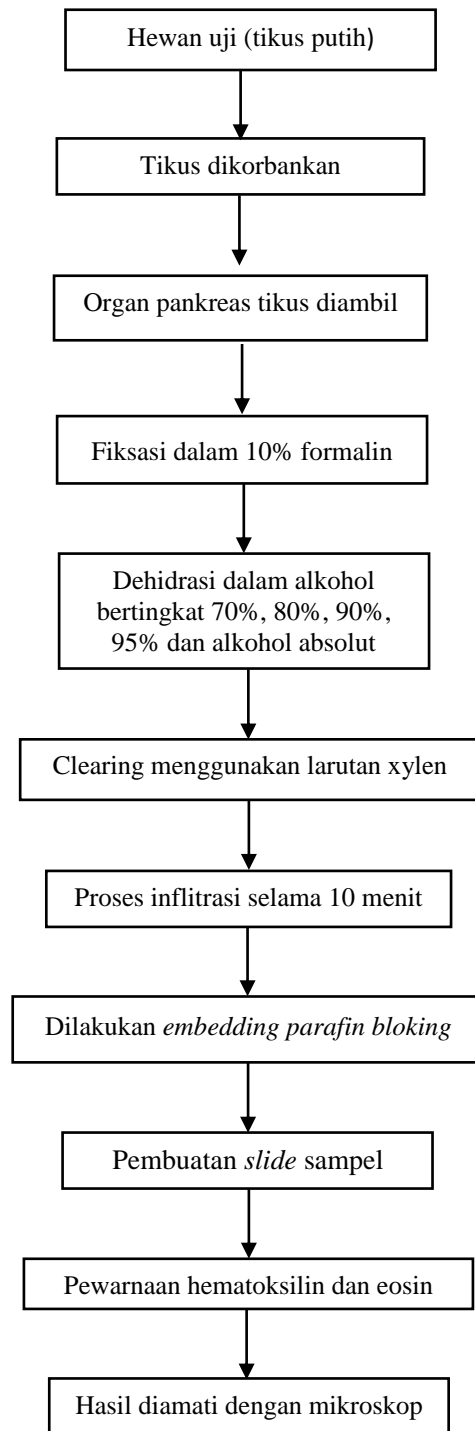 Hewan uji (tikus putih)
Tikus dikorbankan
Organ pankreas tikus diambil
Fiksasi dalam 10% formalin
Dehidrasi dalam alkohol
bertingkat 70%, 80%, 90%,
95% dan alkohol absolut
Clearing menggunakan larutan xylen
Proses inflitrasi selama 10 menit
Dilakukan embedding parafin bloking
Pembuatan slide sampel
Pewarnaan hematoksilin dan eosin
Hasil diamati dengan mikroskop